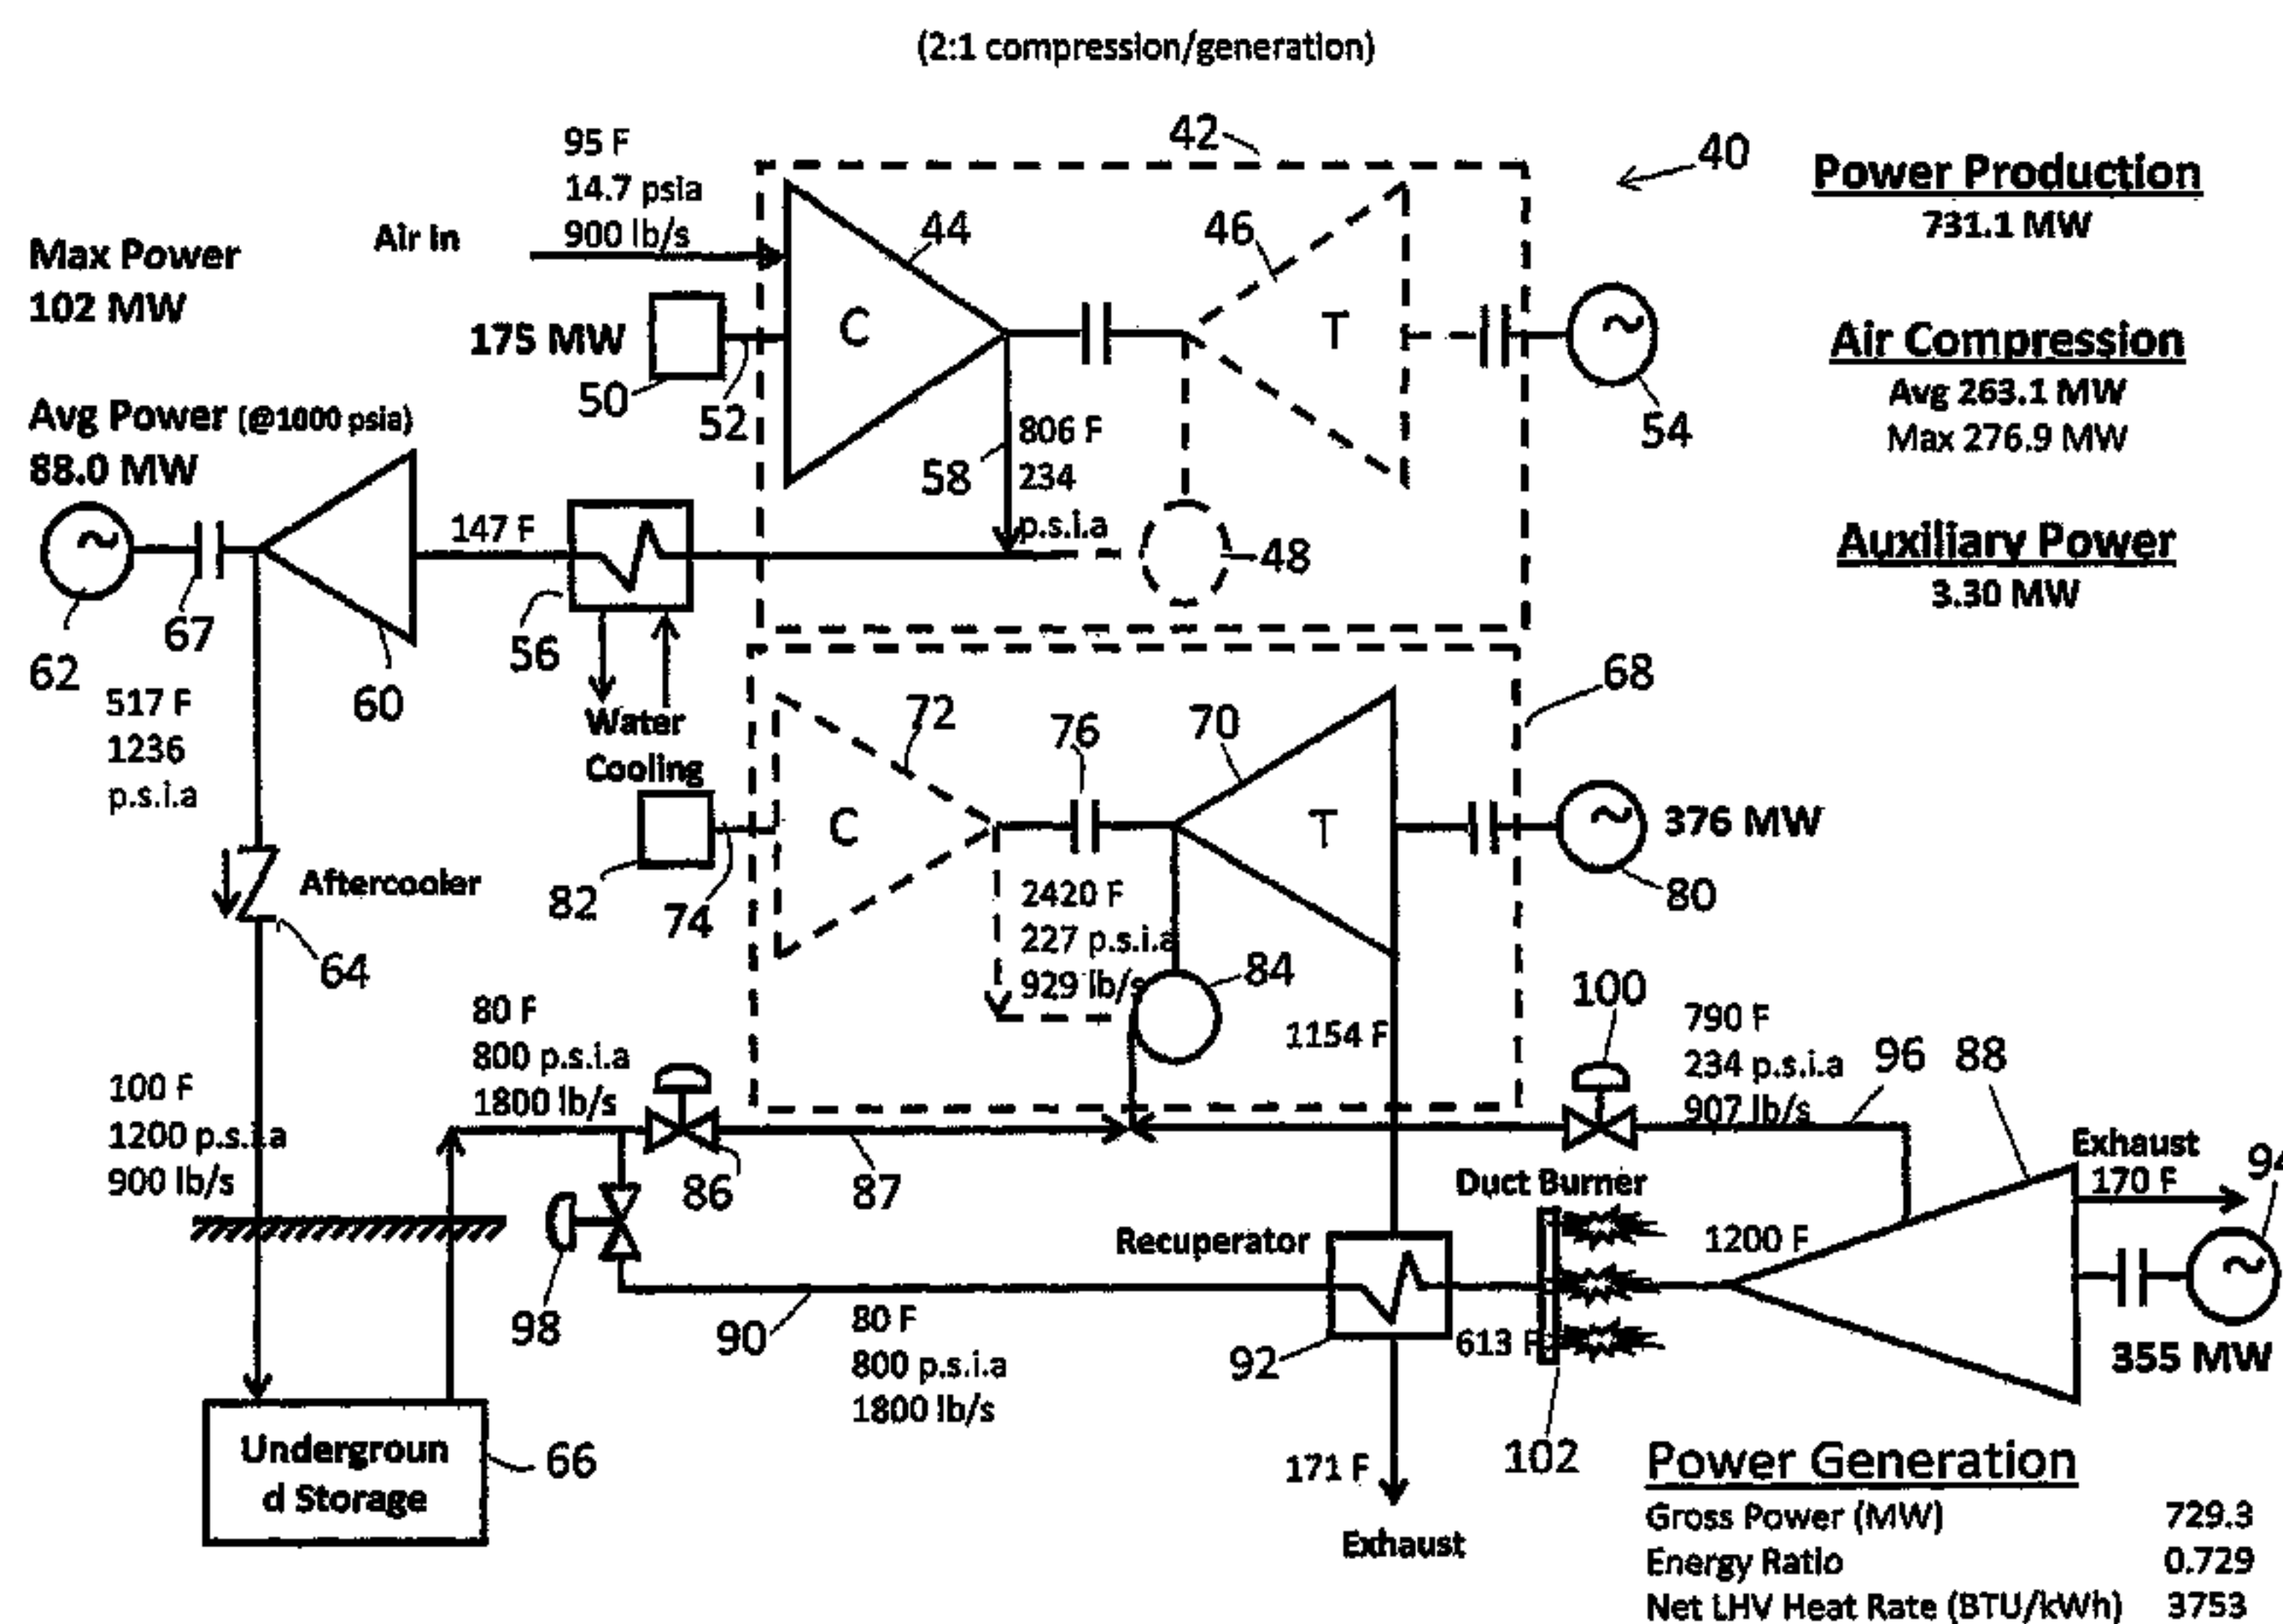 (2:1 compression/generation)
95 F
14.7 psia
900 lb/s
Air In
42
40
Power Production
731.1 MW
Max Power
102 MW
44
46
C
T
175 MW
50
52
54
Air Compression
Avg 263.1 MW
Max 276.9 MW
Avg Power (@1000 psia)
88.0 MW
806 F
234
p.s.i.a
58
147 F
48
Auxiliary Power
3.30 MW
62
67
60
56
Water
Cooling
517 F
1236
p.s.i.a
68
72
76
70
C
T
376 MW
80
82
74
2420 F
227 p.s.i.a
929 lb/s
84
Aftercooler
64
1154 F
100
790 F
234 p.s.i.a
907 lb/s
96
88
80 F
800 p.s.i.a
1800 lb/s
100 F
1200 p.s.i.a
900 lb/s
86
87
Exhaust
170 F
94
Duct Burner
Recuperator
1200 F
98
90
80 F
800 p.s.i.a
1800 lb/s
92
613 F
102
355 MW
Undergroun
d Storage
66
171 F
Exhaust
Power Generation
Gross Power (MW) 729.3
Energy Ratio 0.729
Net LHV Heat Rate (BTU/kWh) 3753